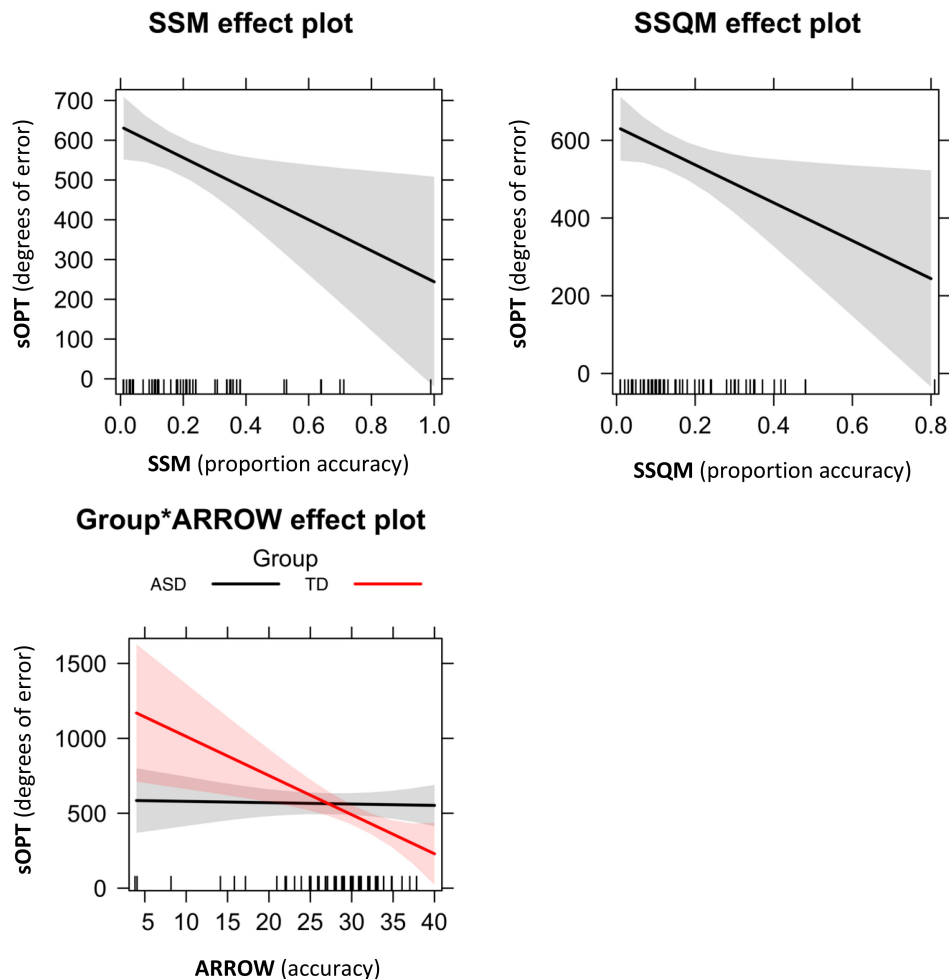 SSM effect plot
sOPT (degrees of error)
700
600
500
400
300
200
100
0
0.0 0.2 0.4 0.6 0.8 1.0
SSM (proportion accuracy)
SSQM effect plot
sOPT (degrees of error)
600
400
200
0
0.0 0.2 0.4 0.6 0.8
SSQM (proportion accuracy)
Group*ARROW effect plot
Group
ASD TD
sOPT (degrees of error)
1500
1000
500
0
5 10 15 20 25 30 35 40
ARROW (accuracy)